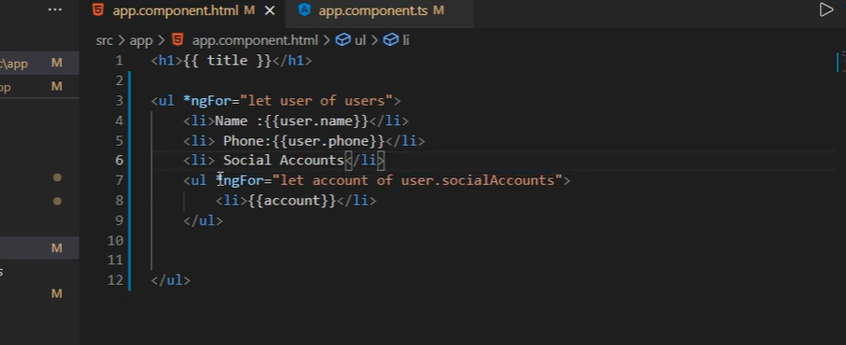 ... app.component.html M × app.component.ts M
src > app > app.component.html > ul > li
c\app M
pp M
M
s
M
1 <h1>{{ title }}</h1>
2
3 <ul *ngFor="let user of users">
4 <li>Name :{{user.name}}</li>
5 <li> Phone:{{user.phone}}</li>
6 <li> Social Accounts</li>
7 <ul *ngFor="let account of user.socialAccounts">
8 <li>{{account}}</li>
9 </ul>
10
11
12 </ul>